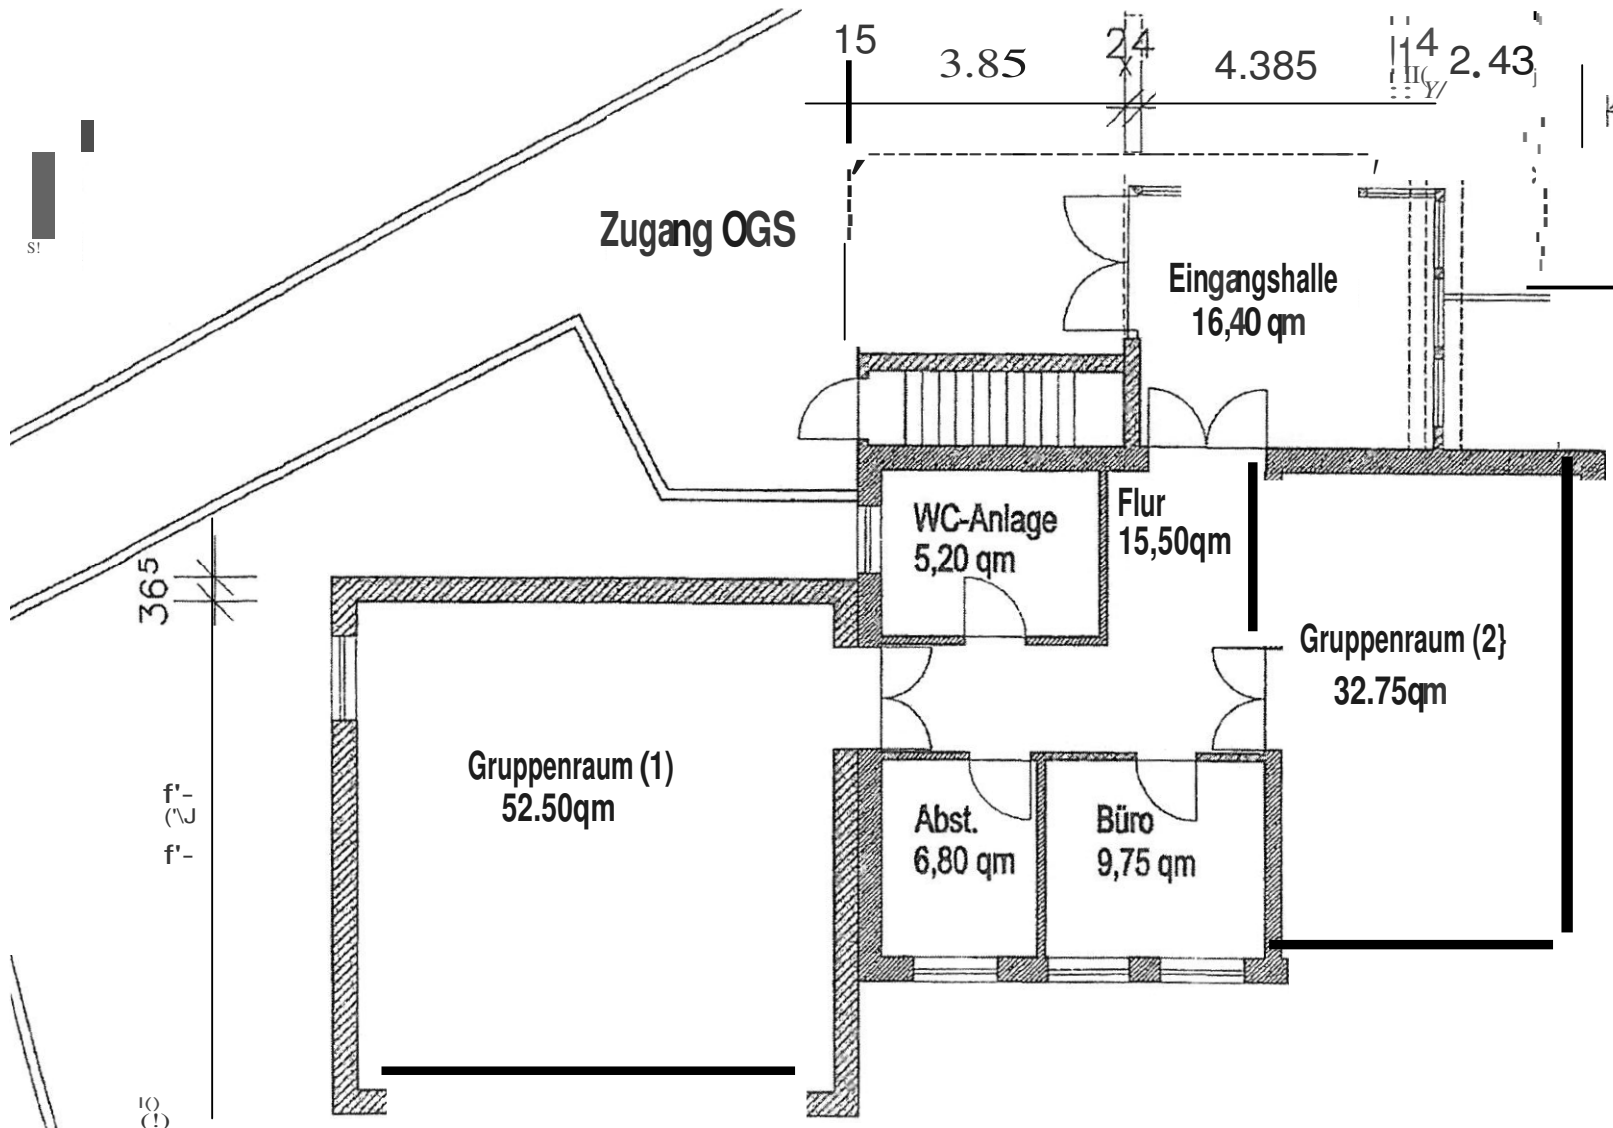 15
3.85
24
4.385
14
2.43
S!
Zugang OGS
Eingangshalle
16,40 qm
Flur
15,50qm
WC-Anlage
5,20 qm
36⁵
Gruppenraum (2}
32.75qm
Gruppenraum (1)
52.50qm
f'-
('\J
f'-
Abst.
6,80 qm
Büro
9,75 qm
I()
(!)